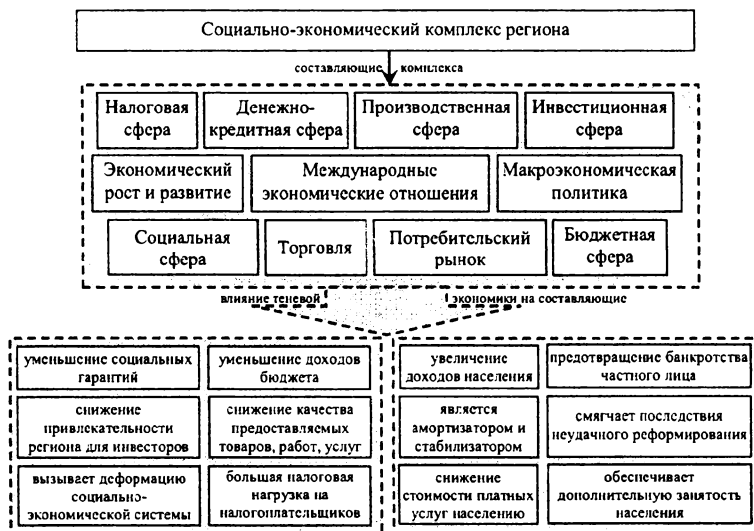 Социально-экономический комплекс региона
составляющие комплекса
Налоговая
сфера
Денежно-
кредитная сфера
Производственная
сфера
Инвестиционная
сфера
Экономический
рост и развитие
Международные
экономические отношения
Макроэкономическая
политика
Социальная
сфера
Торговля
Потребительский
рынок
Бюджетная
сфера
влияние теневой экономики на составляющие
уменьшение социальных
гарантий
уменьшение доходов
бюджета
увеличение
доходов населения
предотвращение банкротства
частного лица
снижение
привлекательности
региона для инвесторов
снижение качества
предоставляемых
товаров, работ, услуг
является
амортизатором и
стабилизатором
смягчает последствия
неудачного реформирования
вызывает деформацию
социально-
экономической системы
большая налоговая
нагрузка на
налогоплательщиков
снижение
стоимости платных
услуг населению
обеспечивает
дополнительную занятость
населения